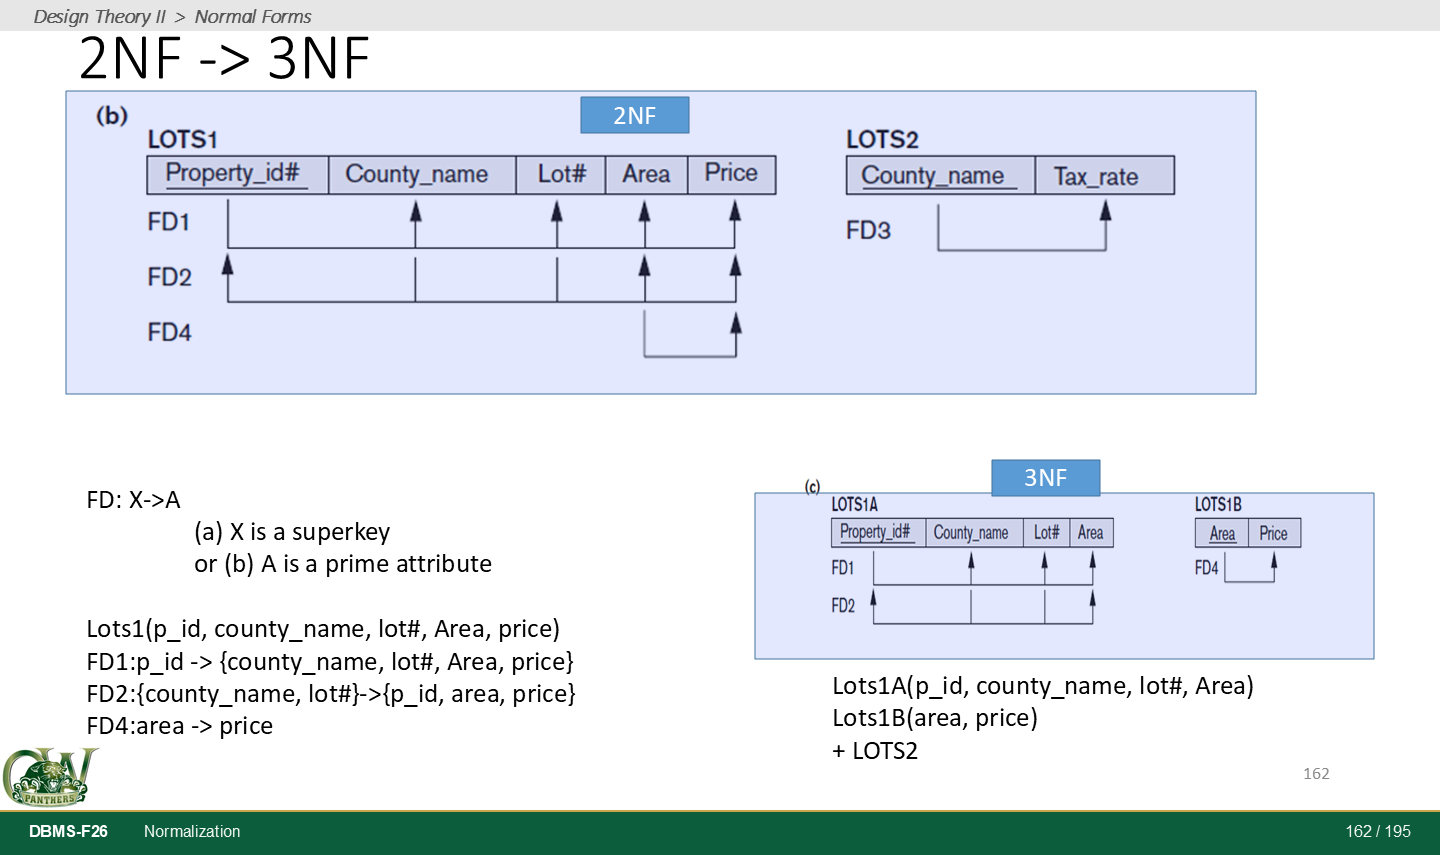 Design Theory II > Normal Forms
2NF -> 3NF
(b)
2NF
LOTS1
Property_id# County_name Lot# Area Price
FD1
FD2
FD4
LOTS2
County_name Tax_rate
FD3
FD: X->A
(a) X is a superkey
or (b) A is a prime attribute
Lots1(p_id, county_name, lot#, Area, price)
FD1:p_id -> {county_name, lot#, Area, price}
FD2:{county_name, lot#}->{p_id, area, price}
FD4:area -> price
(c)
3NF
LOTS1A
Property_id# County_name Lot# Area
FD1
FD2
LOTS1B
Area Price
FD4
Lots1A(p_id, county_name, lot#, Area)
Lots1B(area, price)
+ LOTS2
162
PANTHERS
DBMS-F26 Normalization 162 / 195